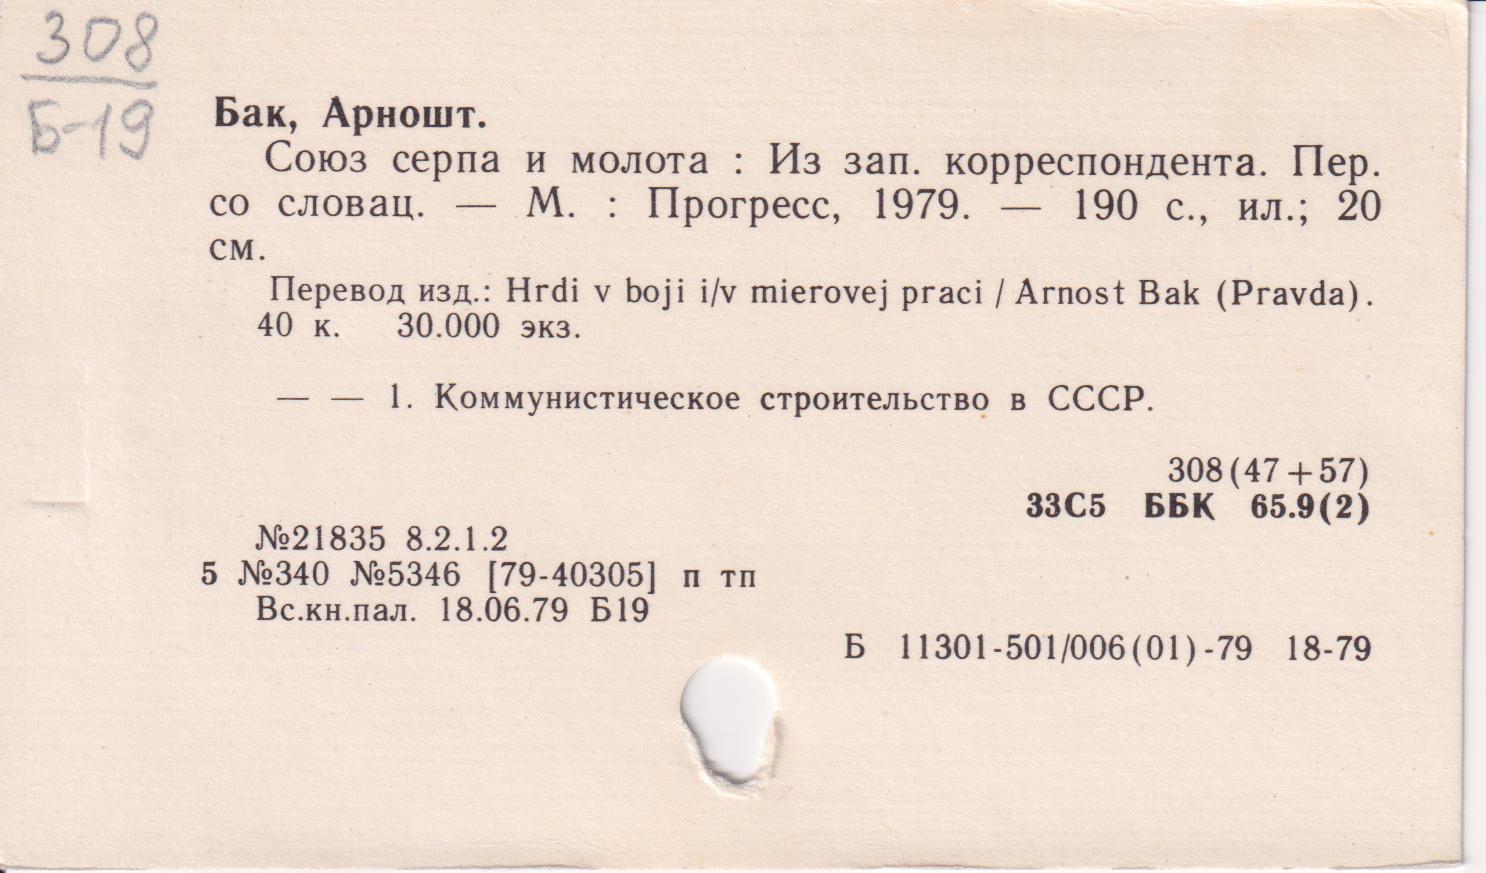 308
Б-19
Бак, Арношт.
Союз серпа и молота : Из зап. корреспондента. Пер.
со словац. — М. : Прогресс, 1979. — 190 с., ил.; 20
см.
Перевод изд.: Hrdi v boji i/v mierovej praci / Arnost Bak (Pravda).
40 к. 30.000 экз.
— — 1. Коммунистическое строительство в СССР.
308(47+57)
33С5 ББК 65.9(2)
№21835 8.2.1.2
5 №340 №5346 [79-40305] п тп
Вс.кн.пал. 18.06.79 Б19
Б 11301-501/006(01)-79 18-79